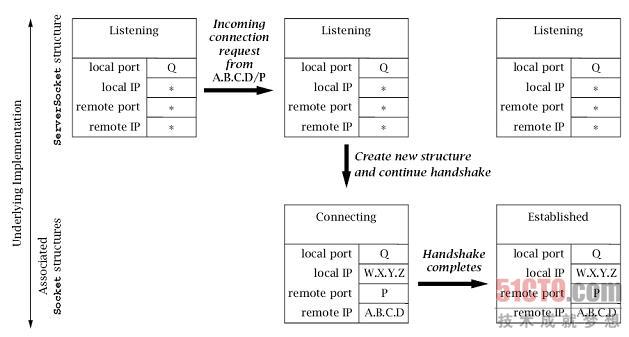 Underlying Implementation
ServerSocket structure
Associated
Socket structures
Listening
local port Q
local IP *
remote port *
remote IP *
Incoming
connection
request
from
A.B.C.D/P
Listening
local port Q
local IP *
remote port *
remote IP *
Listening
local port Q
local IP *
remote port *
remote IP *
Create new structure
and continue handshake
Connecting
local port Q
local IP W.X.Y.Z
remote port P
remote IP A.B.C.D
Handshake
completes
Established
local port Q
local IP W.X.Y.Z
remote port P
remote IP A.B.C.D
51CTO.com
技术成就梦想